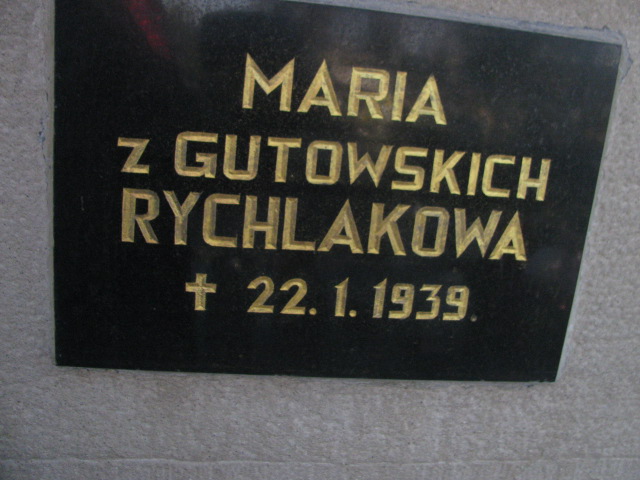 MARIA
z GUTOWSKICH
RYCHLAKOWA
✝ 22. 1. 1939.